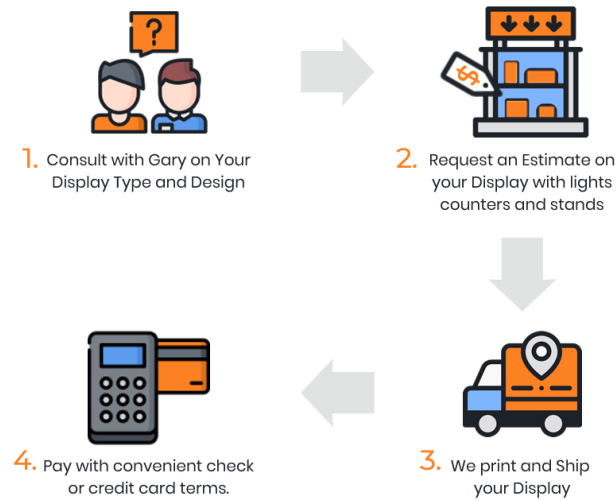 1. Consult with Gary on Your
Display Type and Design
2. Request an Estimate on
your Display with lights
counters and stands
3. We print and Ship
your Display
4. Pay with convenient check
or credit card terms.